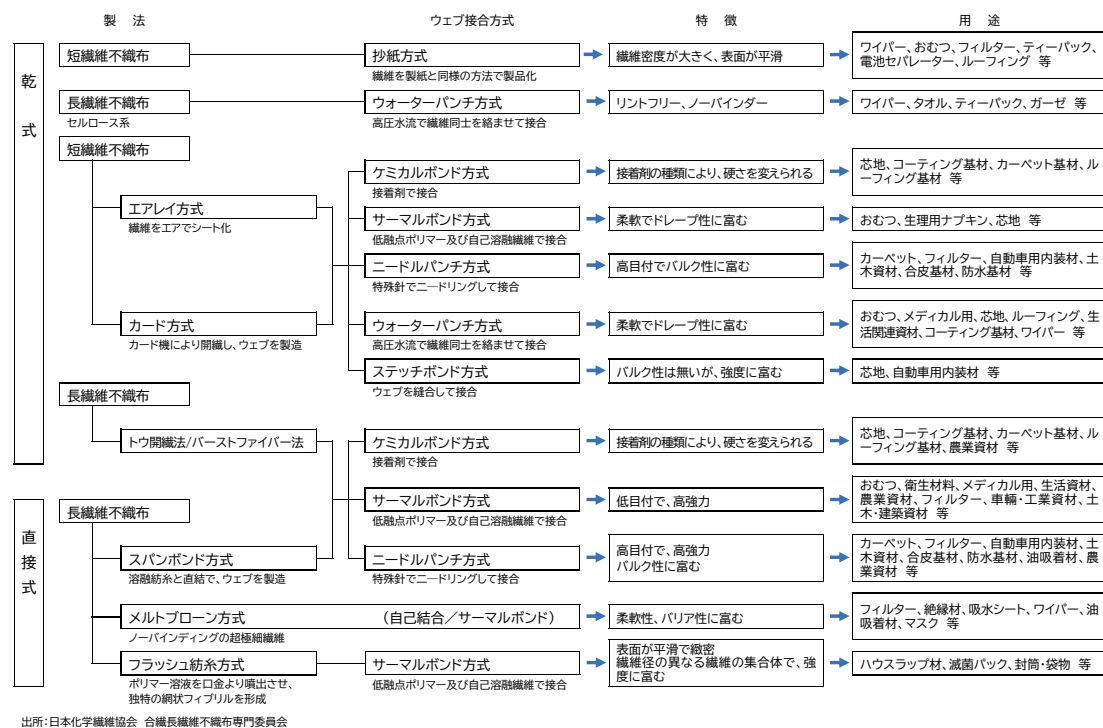 製　法　ウェブ接合方式　特　徴　用　途
乾式
短繊維不織布
抄紙方式
繊維を製紙と同様の方法で製品化
繊維密度が大きく、表面が平滑
ワイパー、おむつ、フィルター、ティーパック、
電池セパレーター、ルーフィング 等
長繊維不織布
セルロース系
ウォーターパンチ方式
高圧水流で繊維同士を絡ませて接合
リントフリー、ノーバインダー
ワイパー、タオル、ティーパック、ガーゼ 等
短繊維不織布
エアレイ方式
繊維をエアでシート化
カード方式
カード機により開繊し、ウェブを製造
ケミカルボンド方式
接着剤で接合
接着剤の種類により、硬さを変えられる
芯地、コーティング基材、カーペット基材、ル
ーフィング基材 等
サーマルボンド方式
低融点ポリマー及び自己溶融繊維で接合
柔軟でドレープ性に富む
おむつ、生理用ナプキン、芯地 等
ニードルパンチ方式
特殊針でニードリングして接合
高目付でバルク性に富む
カーペット、フィルター、自動車用内装材、土
木資材、合皮基材、防水基材 等
ウォーターパンチ方式
高圧水流で繊維同士を絡ませて接合
柔軟でドレープ性に富む
おむつ、メディカル用、芯地、ルーフィング、生
活関連資材、コーティング基材、ワイパー 等
ステッチボンド方式
ウェブを縫合して接合
バルク性は無いが、強度に富む
芯地、自動車用内装材 等
長繊維不織布
トウ開繊法/バーストファイバー法
ケミカルボンド方式
接着剤で接合
接着剤の種類により、硬さを変えられる
芯地、コーティング基材、カーペット基材、ル
ーフィング基材、農業資材 等
直接式
長繊維不織布
サーマルボンド方式
低融点ポリマー及び自己溶融繊維で接合
低目付で、高強力
おむつ、衛生材料、メディカル用、生活資材、
農業資材、フィルター、車輛・工業資材、土
木・建築資材 等
スパンボンド方式
溶融紡糸と直結で、ウェブを製造
ニードルパンチ方式
特殊針でニードリングして接合
高目付で、高強力
バルク性に富む
カーペット、フィルター、自動車用内装材、土
木資材、合皮基材、防水基材、油吸着材、農
業資材 等
メルトブローン方式　（自己結合／サーマルボンド）
ノーバインディングの超極細繊維
柔軟性、バリア性に富む
フィルター、絶縁材、吸水シート、ワイパー、油
吸着材、マスク 等
フラッシュ紡糸方式
ポリマー溶液を口金より噴出させ、
独特の網状フィブリルを形成
サーマルボンド方式
低融点ポリマー及び自己溶融繊維で接合
表面が平滑で緻密
繊維径の異なる繊維の集合体で、強
度に富む
ハウスラップ材、滅菌パック、封筒・袋物 等
出所：日本化学繊維協会 合繊長繊維不織布専門委員会